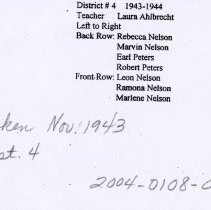 District # 4 1943-1944
Teacher Laura Ahlbrecht
Left to Right
Back Row: Rebecca Nelson
Marvin Nelson
Earl Peters
Robert Peters
Front Row: Leon Nelson
Ramona Nelson
Marlene Nelson
ken Nov. 1943
st. 4
2004-0108-0